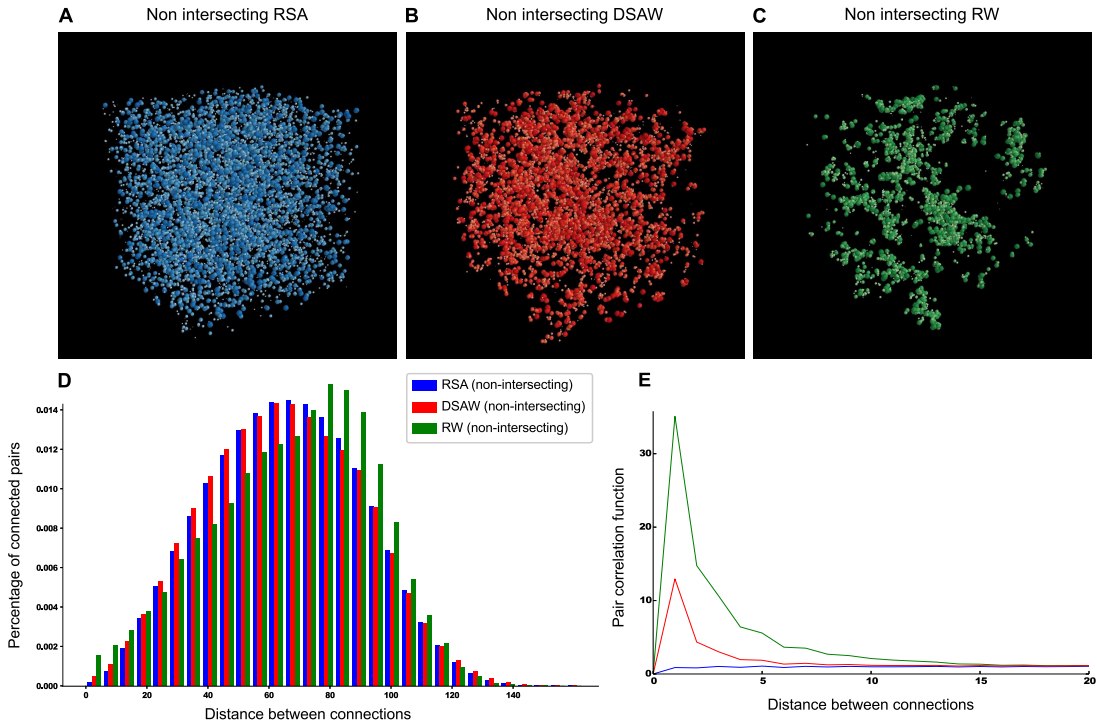 A Non intersecting RSA
B Non intersecting DSAW
C Non intersecting RW
D
RSA (non-intersecting)
DSAW (non-intersecting)
RW (non-intersecting)
Percentage of connected pairs
0.014
0.012
0.010
0.008
0.006
0.004
0.002
0.000
0 20 40 60 80 100 120 140
Distance between connections
E
Pair correlation function
30
20
10
0
0 5 10 15 20
Distance between connections